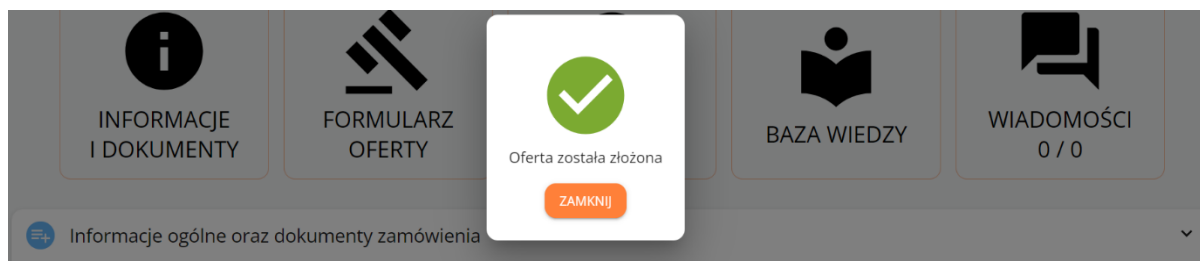 INFORMACJE
I DOKUMENTY
FORMULARZ
OFERTY
Oferta została złożona
ZAMKNIJ
BAZA WIEDZY
WIADOMOŚCI
0 / 0
Informacje ogólne oraz dokumenty zamówienia